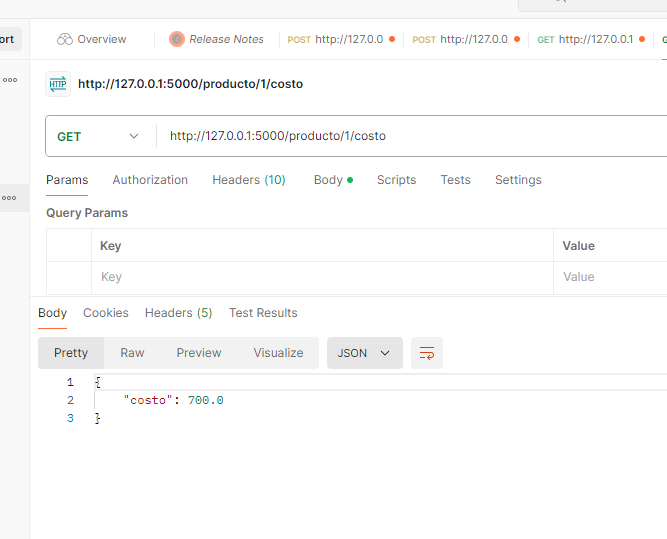 ort
Overview
Release Notes
POST http://127.0.0
POST http://127.0.0.
GET http://127.0.0.1
HTTP http://127.0.0.1:5000/producto/1/costo
GET http://127.0.0.1:5000/producto/1/costo
Params Authorization Headers (10) Body Scripts Tests Settings
Query Params
Key Value
Key Value
Body Cookies Headers (5) Test Results
Pretty Raw Preview Visualize JSON
1 {
2 "costo": 700.0
3 }